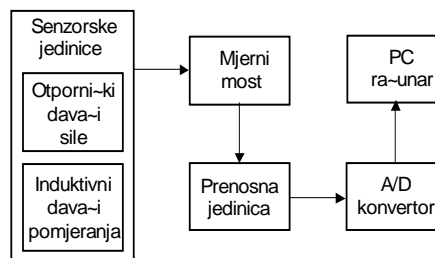 Senzorske
jedinice
Otporni~ki
dava~i
sile
Induktivni
dava~i
pomjeranja
Mjerni
most
Prenosna
jedinica
A/D
konvertor
PC
ra~unar